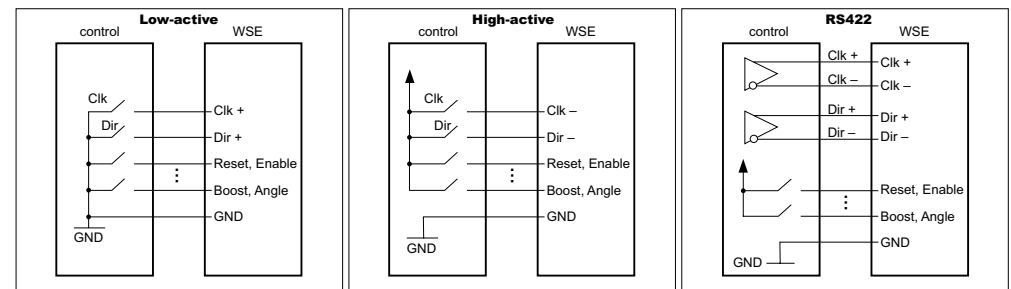 Low-active
control WSE
Clk
Clk +
Dir
Dir +
Reset, Enable
Boost, Angle
GND
GND
High-active
control WSE
Clk
Clk –
Dir
Dir –
Reset, Enable
Boost, Angle
GND
GND
RS422
control WSE
Clk +
Clk +
Clk –
Clk –
Dir +
Dir +
Dir –
Dir –
Reset, Enable
Boost, Angle
GND
GND